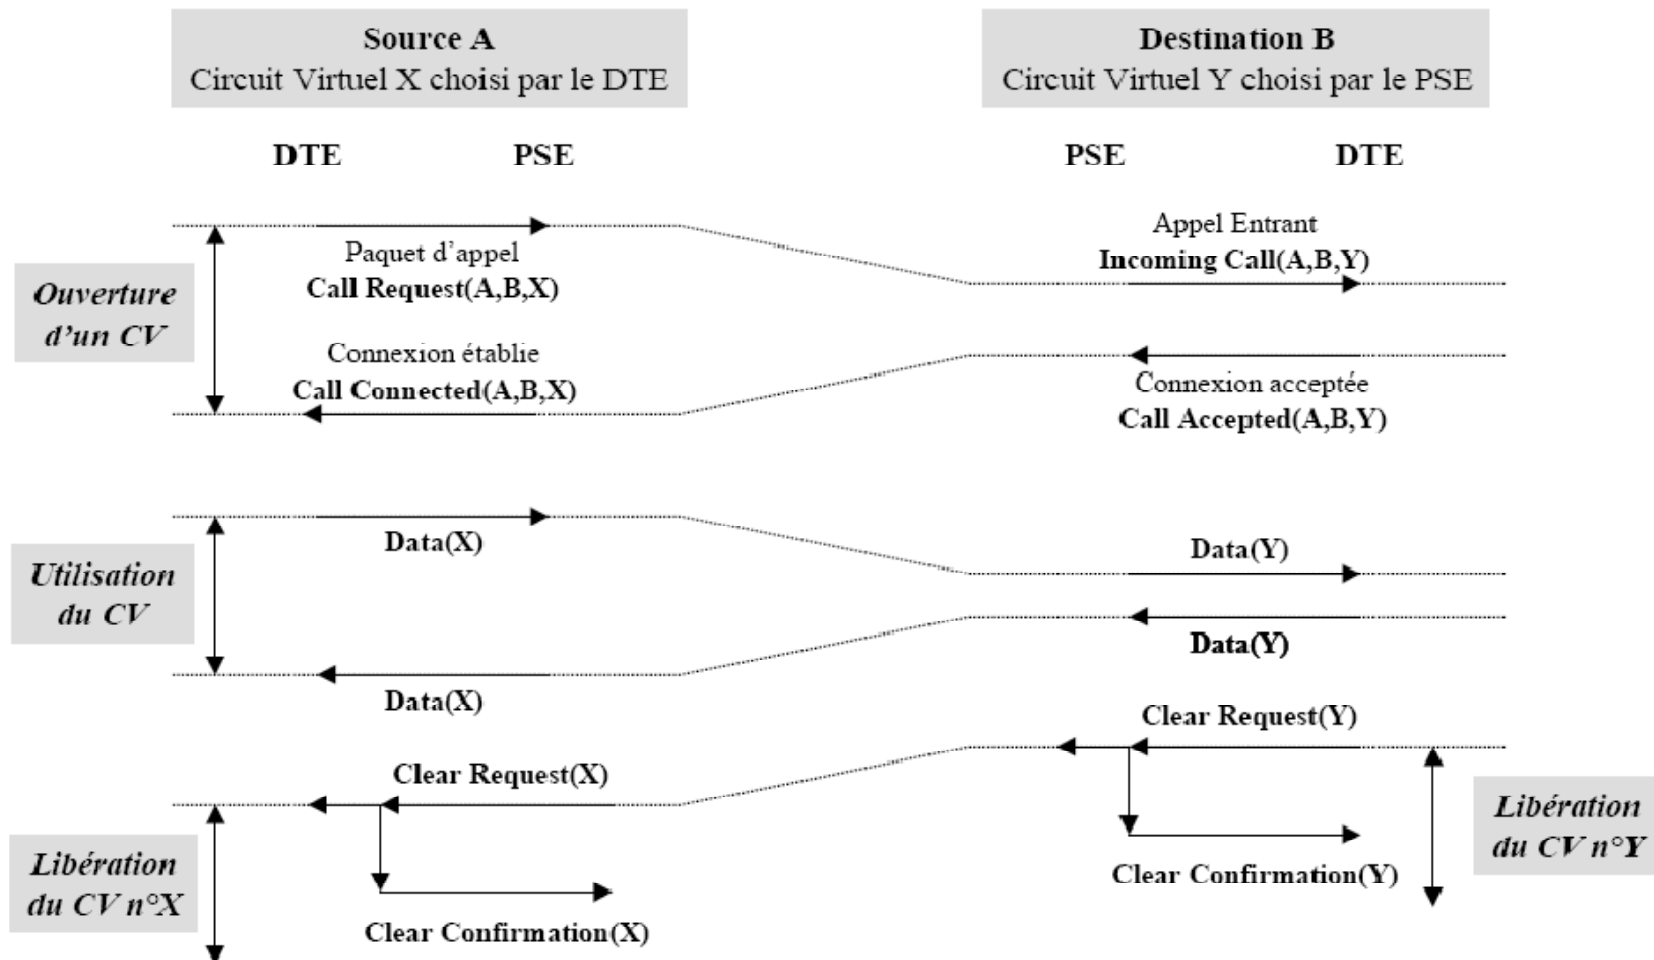 Source A
Circuit Virtuel X choisi par le DTE
Destination B
Circuit Virtuel Y choisi par le PSE
DTE
PSE
PSE
DTE
Ouverture
d'un CV
Paquet d'appel
Call Request(A,B,X)
Appel Entrant
Incoming Call(A,B,Y)
Connexion établie
Call Connected(A,B,X)
Connexion acceptée
Call Accepted(A,B,Y)
Utilisation
du CV
Data(X)
Data(Y)
Data(Y)
Data(X)
Clear Request(Y)
Clear Request(X)
Libération
du CV n°Y
Clear Confirmation(Y)
Libération
du CV n°X
Clear Confirmation(X)